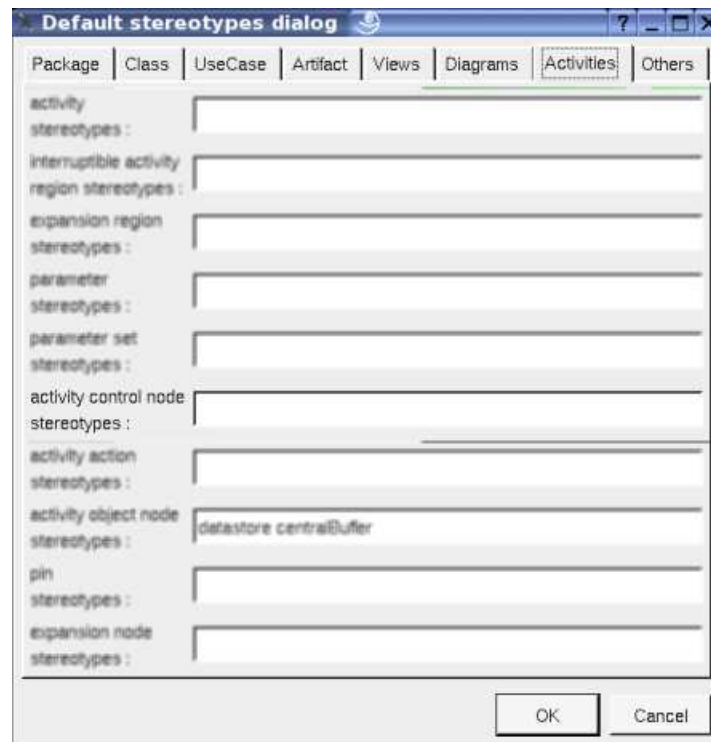 Default stereotypes dialog
Package Class UseCase Artifact Views Diagrams Activities Others
activity
stereotypes :
interruptible activity
region stereotypes :
expansion region
stereotypes :
parameter
stereotypes :
parameter set
stereotypes :
activity control node
stereotypes :
activity action
stereotypes :
activity object node
stereotypes :
datastore centralBuffer
pin
stereotypes :
expansion node
stereotypes :
OK Cancel